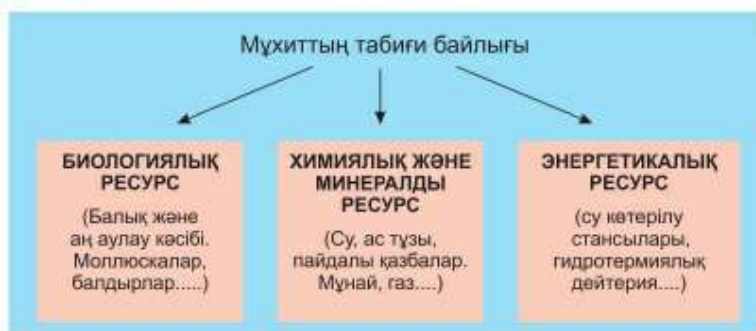 Мұхиттың табиғи байлығы
БИОЛОГИЯЛЫҚ
РЕСУРС
(Балық және
аң аулау кәсібі.
Моллюскалар,
балдырлар.....)
ХИМИЯЛЫҚ ЖӘНЕ
МИНЕРАЛДЫ
РЕСУРС
(Су, ас тұзы,
пайдалы қазбалар.
Мұнай, газ....)
ЭНЕРГЕТИКАЛЫҚ
РЕСУРС
(су көтерілу
стансылары,
гидротермиялық
дейтерия....)